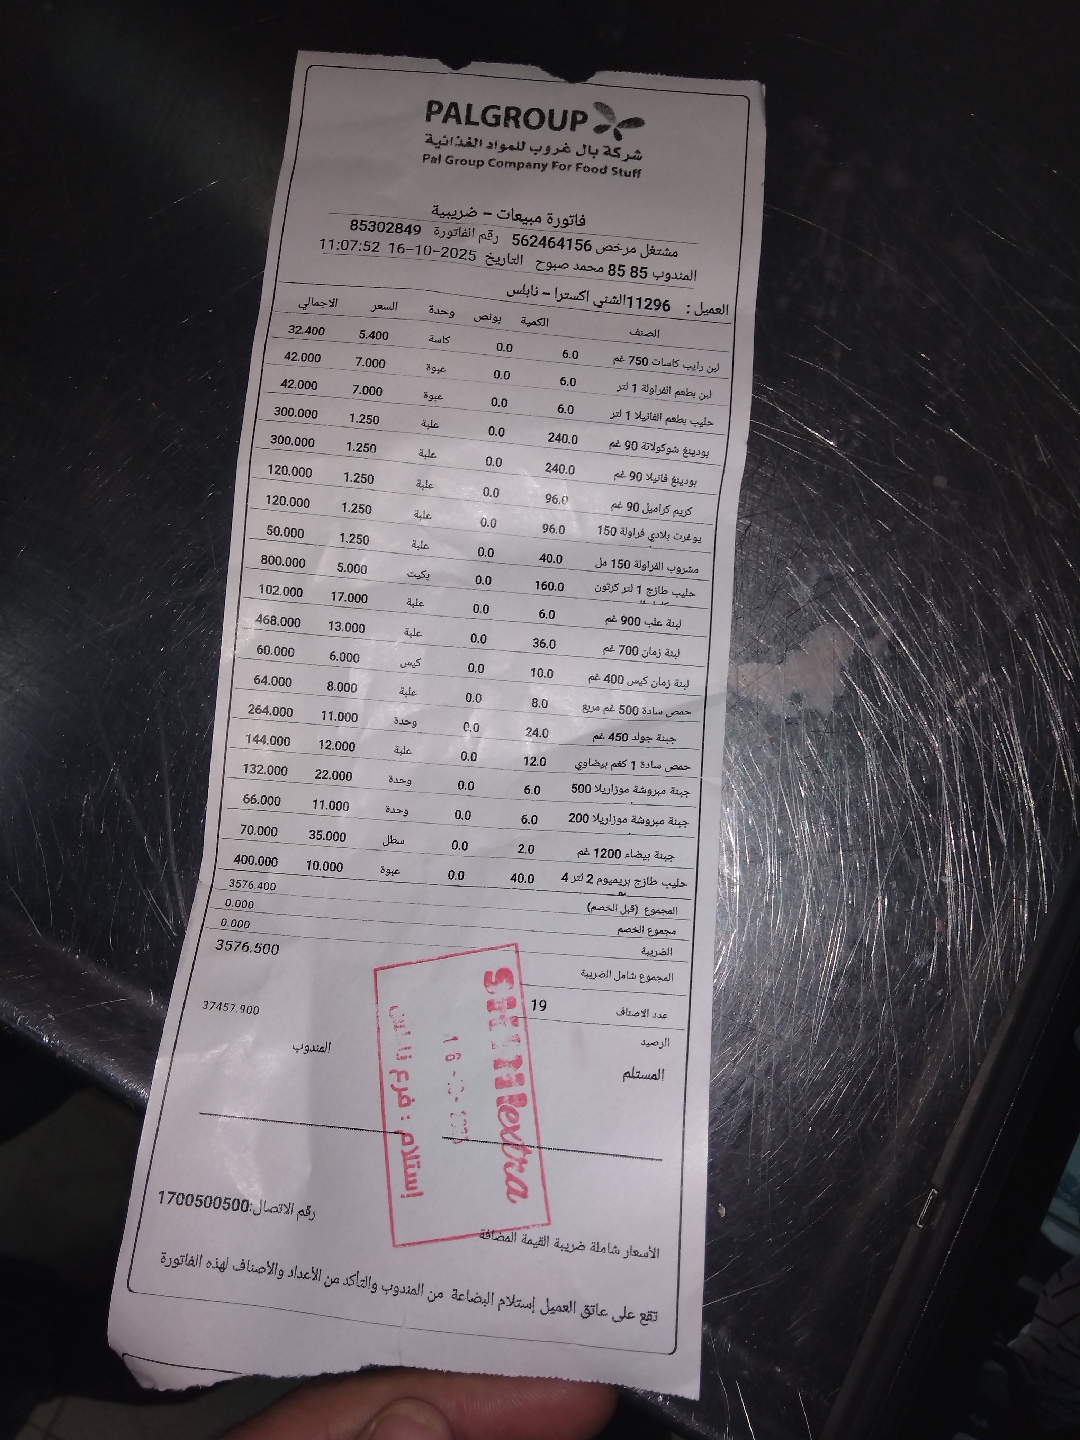 PALGROUP
شركة بال غروب للمواد الغذائية
Pal Group Company For Food Stuff
فاتورة مبيعات – ضريبية
مشتغل مرخص 562464156 رقم الفاتورة 85302849
المندوب 85 85 محمد صبوح التاريخ 16-10-2025 11:07:52
العميل : 11296الشني اكسترا – نابلس
الصنف الكمية بونص وحدة السعر الاجمالي
لبن رايب كاسات 750 غم 6.0 0.0 كاسة 5.400 32.400
لبن بطعم الفراولة 1 لتر 6.0 0.0 عبوة 7.000 42.000
حليب بطعم الفانيلا 1 لتر 6.0 0.0 عبوة 7.000 42.000
بودينغ شوكولاتة 90 غم 240.0 0.0 علبة 1.250 300.000
بودينغ فانيلا 90 غم 240.0 0.0 علبة 1.250 300.000
كريم كراميل 90 غم 96.0 0.0 علبة 1.250 120.000
يوغرت بلادي فراولة 150 96.0 0.0 علبة 1.250 120.000
مشروب الفراولة 150 مل 40.0 0.0 علبة 1.250 50.000
حليب طازج 1 لتر كرتون 160.0 0.0 بكيت 5.000 800.000
لبنة علب 900 غم 6.0 0.0 علبة 17.000 102.000
لبنة زمان 700 غم 36.0 0.0 علبة 13.000 468.000
لبنة زمان كيس 400 غم 10.0 0.0 كيس 6.000 60.000
حمص سادة 500 غم مربع 8.0 0.0 علبة 8.000 64.000
جبنة جولد 450 غم 24.0 0.0 وحدة 11.000 264.000
حمص سادة 1 كغم بيضاوي 12.0 0.0 علبة 12.000 144.000
جبنة مبروشة موزاريلا 500 6.0 0.0 وحدة 22.000 132.000
جبنة مبروشة موزاريلا 200 6.0 0.0 وحدة 11.000 66.000
جبنة بيضاء 1200 غم 2.0 0.0 سطل 35.000 70.000
حليب طازج بريميوم 2 لتر 4 40.0 0.0 عبوة 10.000 400.000
المجموع (قبل الخصم) 3576.400
مجموع الخصم 0.000
الضريبة 0.000
المجموع شامل الضريبة 3576.500
عدد الاصناف 19
الرصيد 37457.900
المستلم المندوب
extra
إستلام : فرع نابلس
رقم الاتصال:1700500500
الأسعار شاملة ضريبة القيمة المضافة
تقع على عاتق العميل إستلام البضاعة من المندوب والتأكد من الأعداد والأصناف لهذه الفاتورة